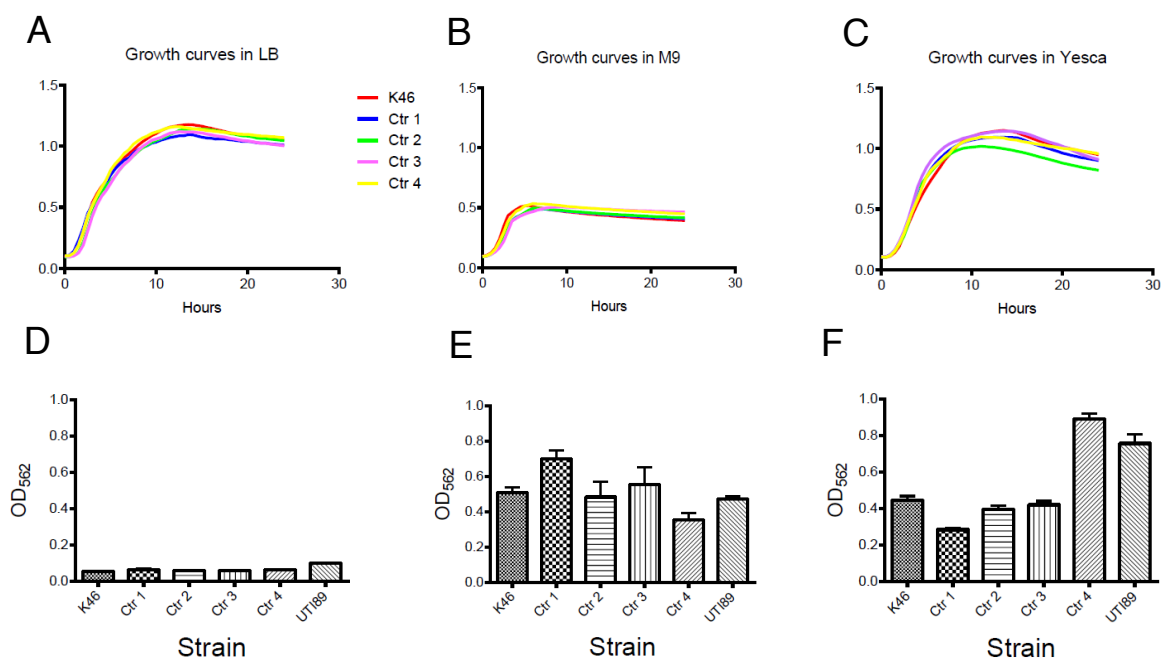 A
Growth curves in LB
1.5
1.0
0.5
0.0
0 10 20 30
Hours
K46
Ctr 1
Ctr 2
Ctr 3
Ctr 4
B
Growth curves in M9
1.5
1.0
0.5
0.0
0 10 20 30
Hours
C
Growth curves in Yesca
1.5
1.0
0.5
0.0
0 10 20 30
Hours
D
1.0
0.8
0.6
0.4
0.2
0.0
OD562
K46 Ctr 1 Ctr 2 Ctr 3 Ctr 4 UTI89
Strain
E
1.0
0.8
0.6
0.4
0.2
0.0
OD562
K46 Ctr 1 Ctr 2 Ctr 3 Ctr 4 UTI89
Strain
F
1.0
0.8
0.6
0.4
0.2
0.0
OD562
K46 Ctr 1 Ctr 2 Ctr 3 Ctr 4 UTI89
Strain